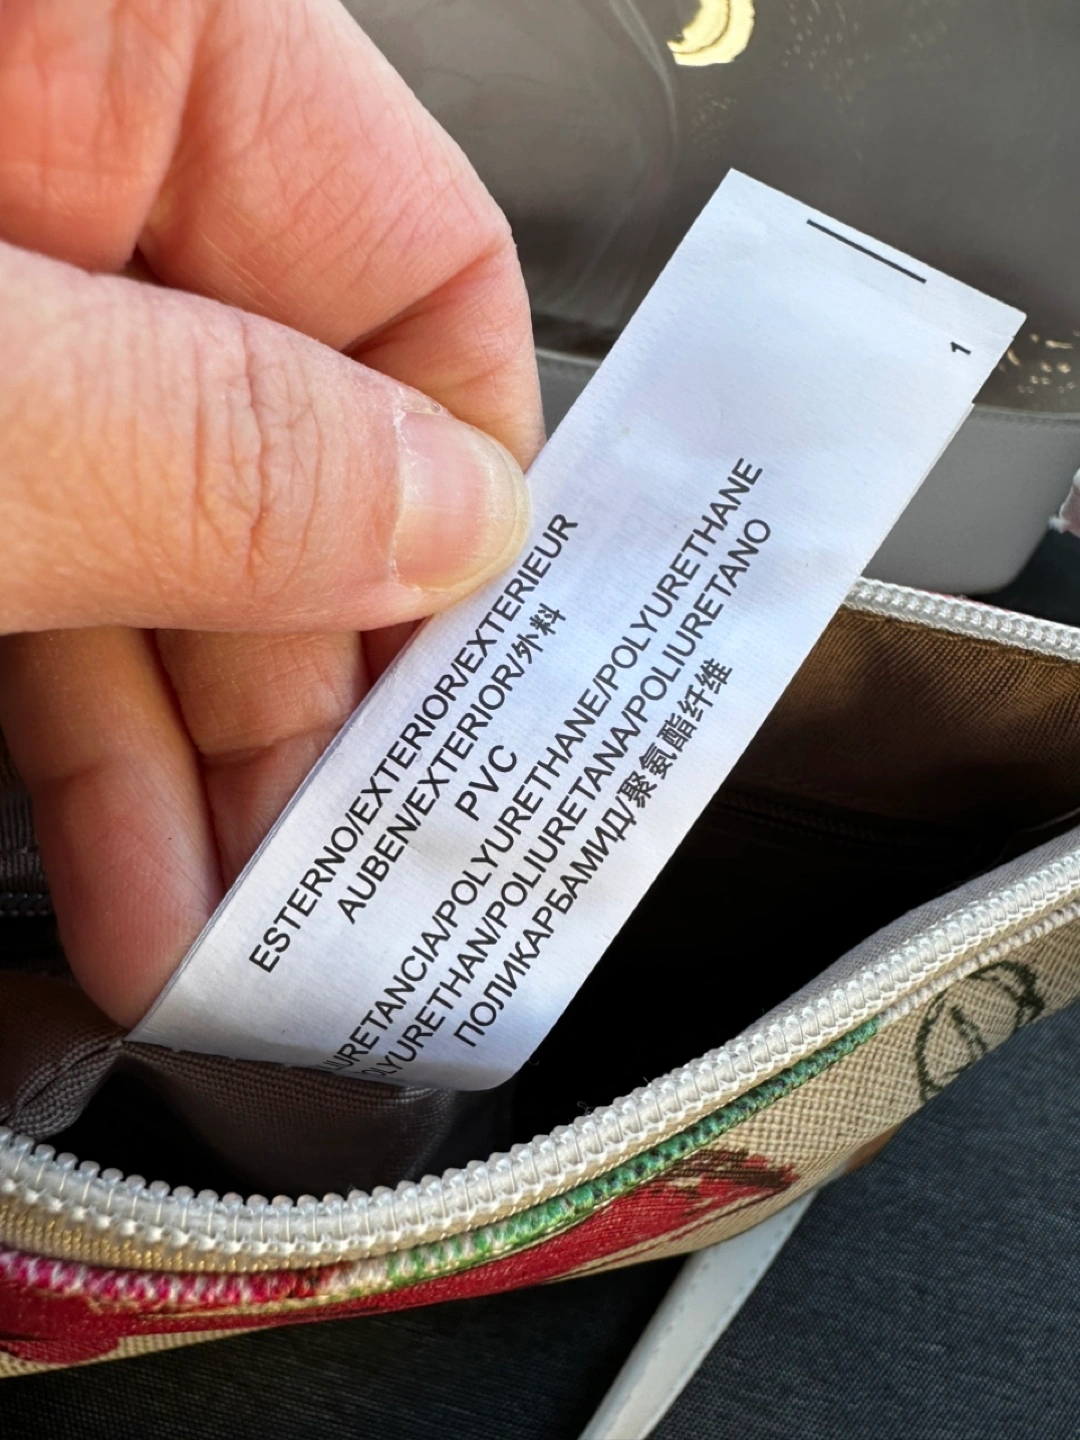 1
ESTERNO/EXTERIOR/EXTERIEUR
AUBEN/EXTERIOR/外料
PVC
LIURETANCIA/POLYURETHANE/POLYURETHANE
OLYURETHAN/POLIURETANA/POLIURETANO
ПОЛИКАРБАМИД/聚氨酯纤维